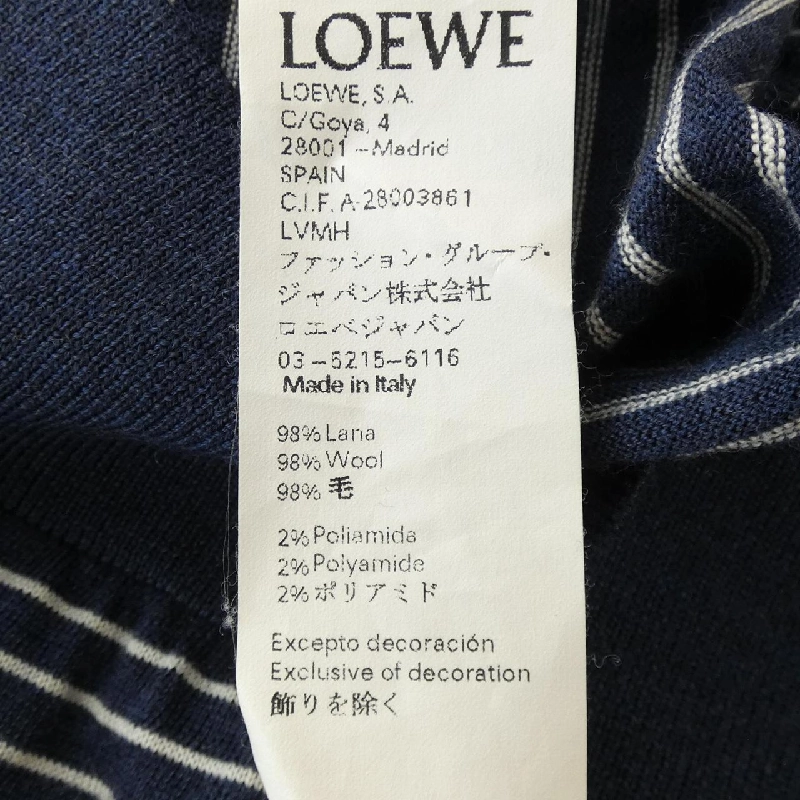 LOEWE
LOEWE, S.A.
C/Goya, 4
28001 - Madrid
SPAIN
C.I.F. A-28003861
LVMH
ファッション・グループ・
ジャパン株式会社
ロエベジャパン
03-5215-6116
Made in Italy
98% Lana
98% Wool
98% 毛
2% Poliamida
2% Polyamide
2% ポリアミド
Excepto decoración
Exclusive of decoration
飾りを除く